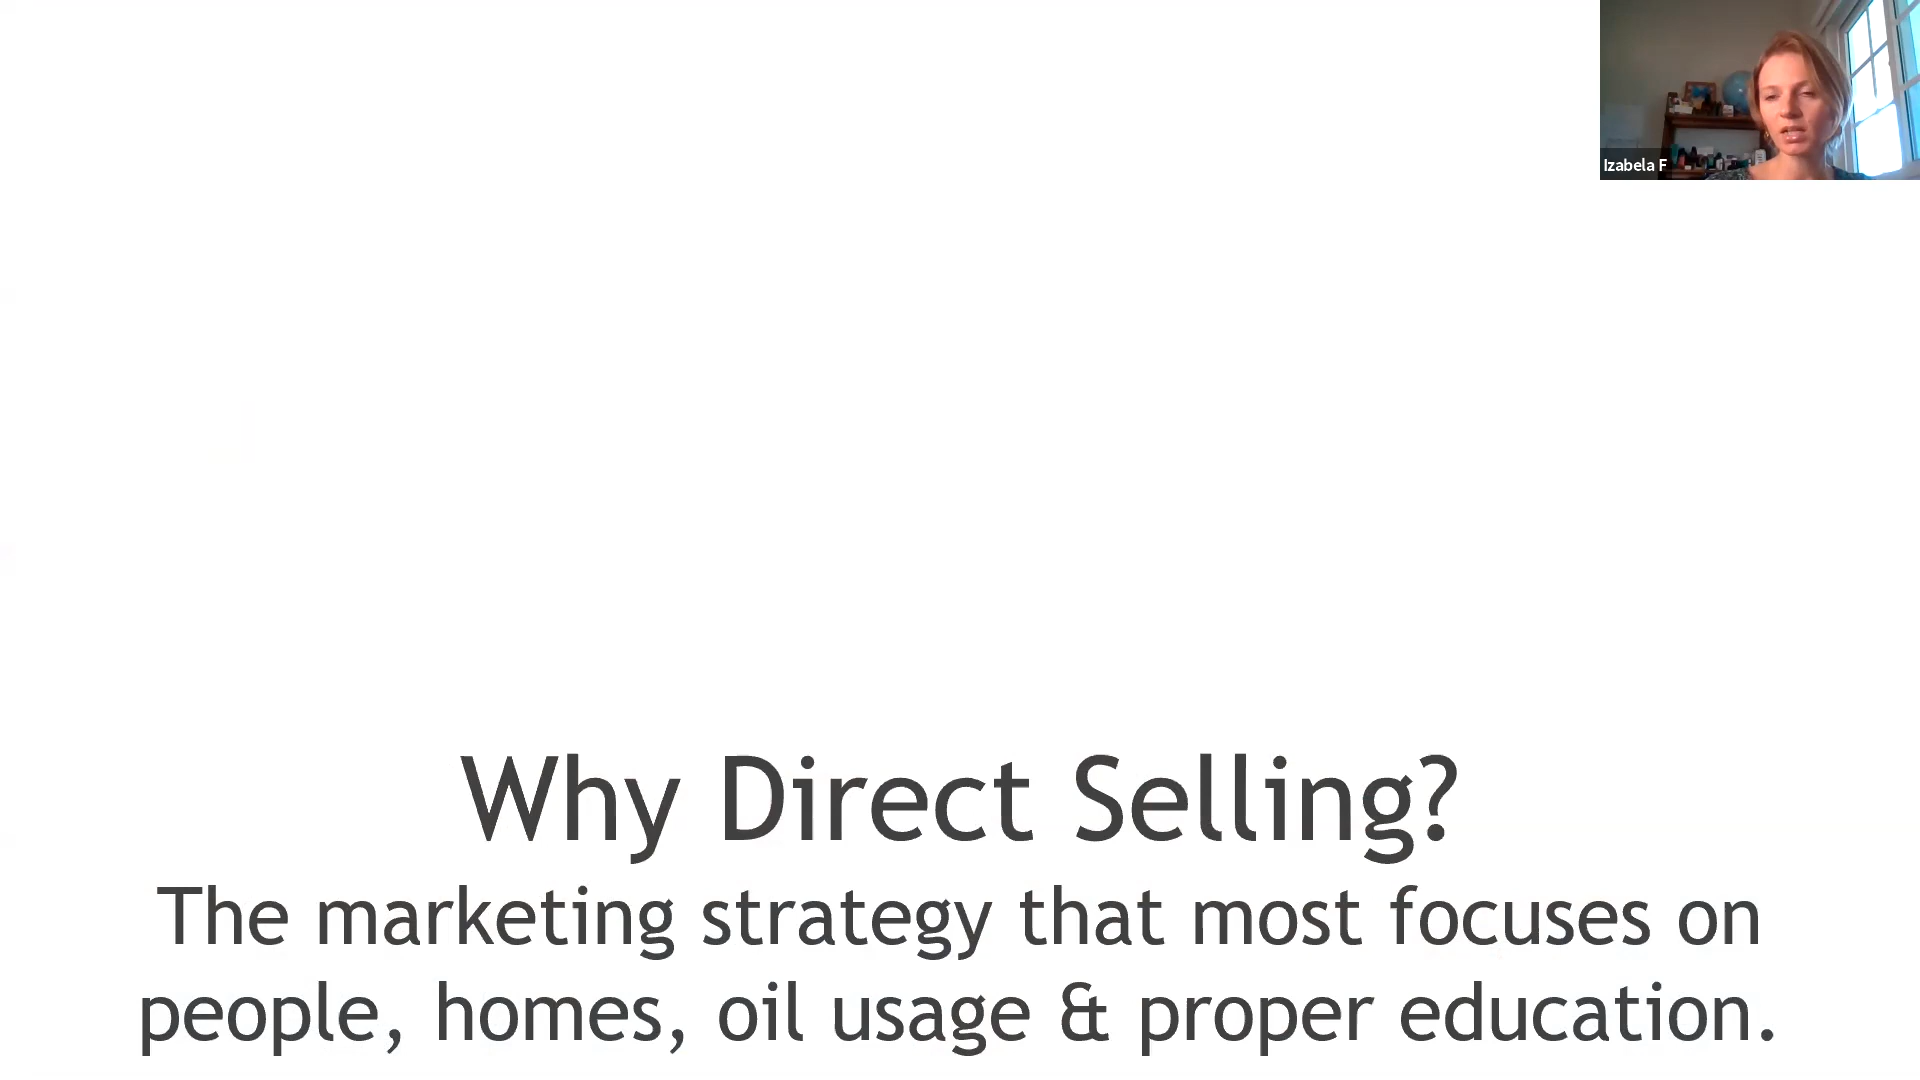 Izabela F
Why Direct Selling?
The marketing strategy that most focuses on
people, homes, oil usage & proper education.